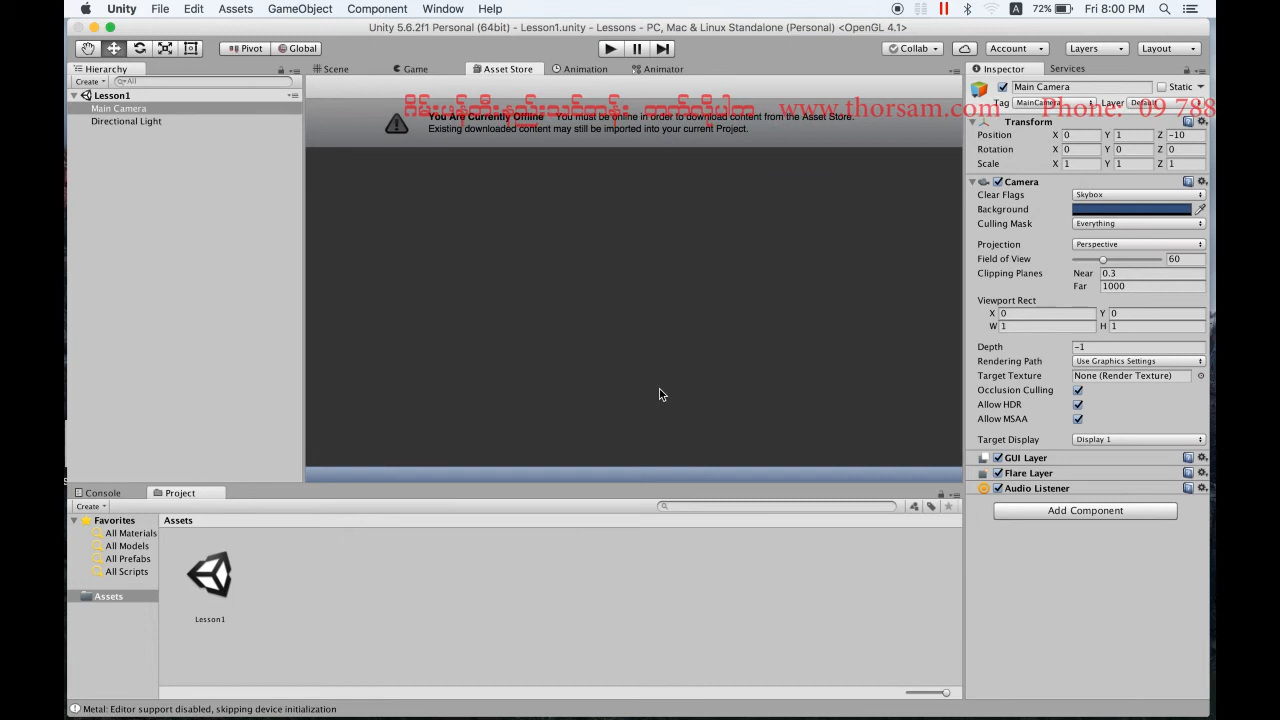 Unity File Edit Assets GameObject Component Window Help 72% Fri 8:00 PM
Unity 5.6.2f1 Personal (64bit) - Lesson1.unity - Lessons - PC, Mac & Linux Standalone (Personal) <OpenGL 4.1>
Pivot Global Collab Account Layers Layout
Hierarchy Scene Game Asset Store Animation Animator Inspector Services
Create All
Lesson1
Main Camera
Directional Light
www.thorsam.com Phone: 09 788
You Are Currently Offline You must be online in order to download content from the Asset Store.
Existing downloaded content may still be imported into your current Project.
Main Camera Static
Tag MainCamera Layer Default
Transform
Position X 0 Y 1 Z -10
Rotation X 0 Y 0 Z 0
Scale X 1 Y 1 Z 1
Camera
Clear Flags Skybox
Background
Culling Mask Everything
Projection Perspective
Field of View 60
Clipping Planes Near 0.3
Far 1000
Viewport Rect
X 0 Y 0
W 1 H 1
Depth -1
Rendering Path Use Graphics Settings
Target Texture None (Render Texture)
Occlusion Culling
Allow HDR
Allow MSAA
Target Display Display 1
GUI Layer
Flare Layer
Audio Listener
Add Component
Console Project
Create
Favorites
All Materials
All Models
All Prefabs
All Scripts
Assets
Assets
Lesson1
Metal: Editor support disabled, skipping device initialization